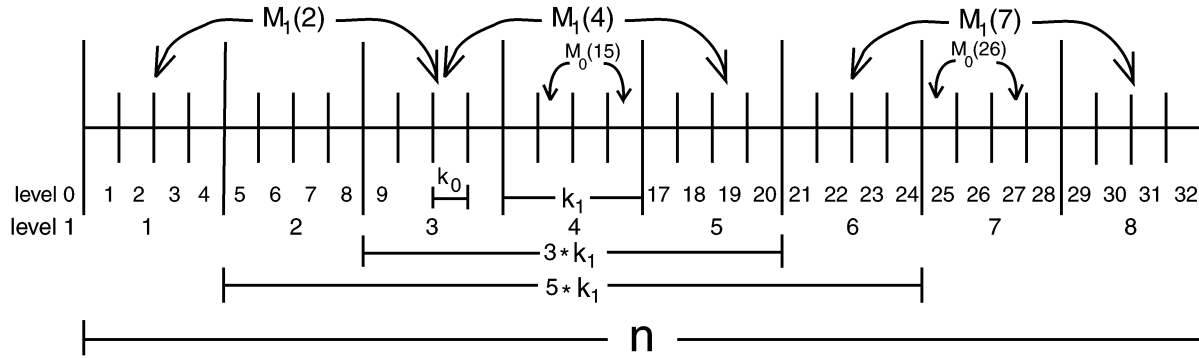 M₁(2) M₁(4) M₁(7)
M₀(15) M₀(26)
k₀
level 0 1 2 3 4 5 6 7 8 9 k₁ 17 18 19 20 21 22 23 24 25 26 27 28 29 30 31 32
level 1 1 2 3 4 5 6 7 8
3*k₁
5*k₁
n